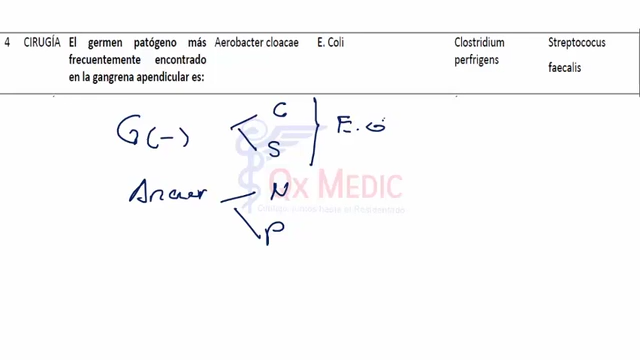 4 CIRUGÍA El germen patógeno más frecuentemente encontrado en la gangrena apendicular es: Aerobacter cloacae E. Coli Clostridium perfrigens Streptococus faecalis
G(-) C
S E.G
N
P
Qx MEDIC